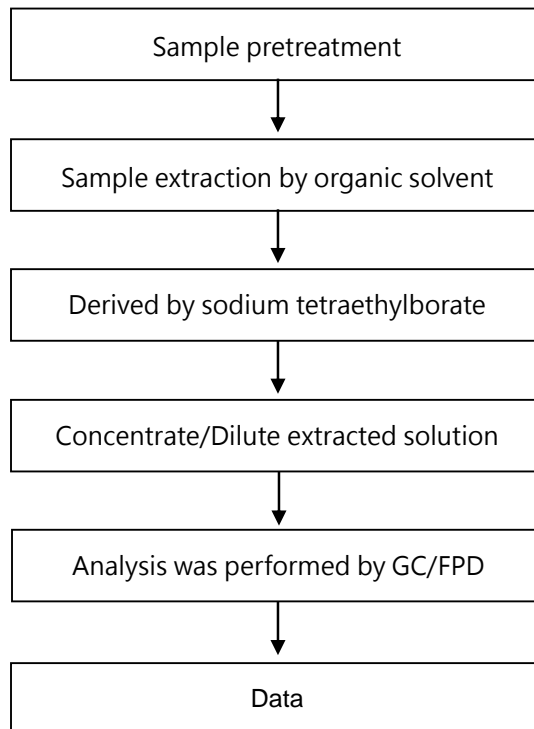 Sample pretreatment
Sample extraction by organic solvent
Derived by sodium tetraethylborate
Concentrate/Dilute extracted solution
Analysis was performed by GC/FPD
Data